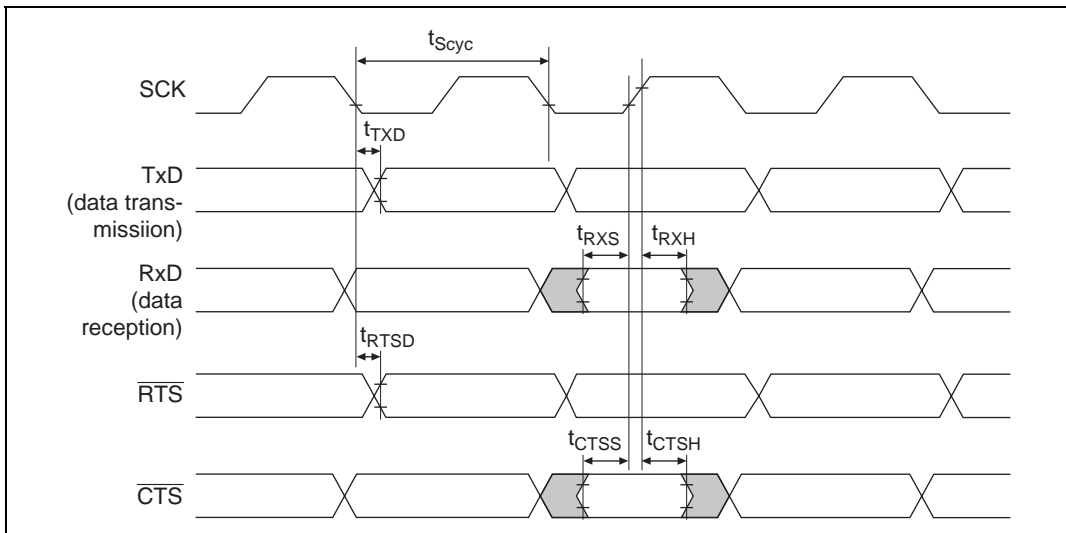 tScyc
SCK
tTXD
TxD
(data trans-
missiion)
tRXS tRXH
RxD
(data
reception)
tRTSD
RTS
tCTSS tCTSH
CTS